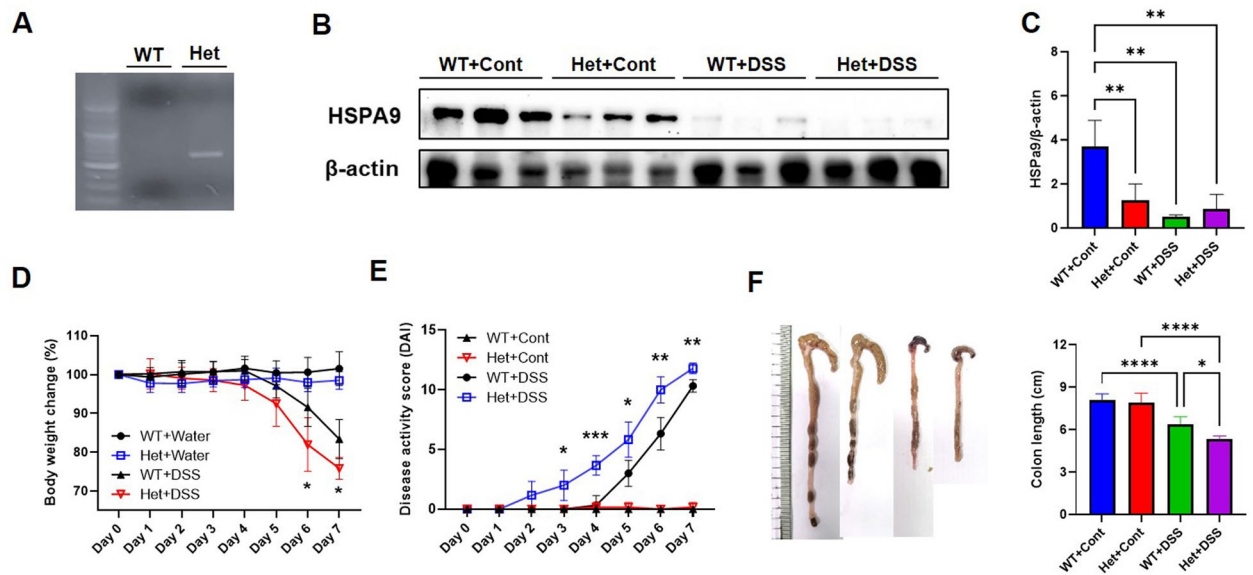 A
WT
Het
B
WT+Cont
Het+Cont
WT+DSS
Het+DSS
HSPA9
β-actin
C
HSPa9/β-actin
8
6
4
2
0
**
**
**
WT+Cont
Het+Cont
WT+DSS
Het+DSS
D
Body weight change (%)
110
100
90
80
70
WT+Water
Het+Water
WT+DSS
Het+DSS
*
*
Day 0
Day 1
Day 2
Day 3
Day 4
Day 5
Day 6
Day 7
E
Disease activity score (DAI)
15
10
5
0
WT+Cont
Het+Cont
WT+DSS
Het+DSS
*
***
*
**
**
Day 0
Day 1
Day 2
Day 3
Day 4
Day 5
Day 6
Day 7
F
Colon length (cm)
12
9
6
3
0
****
****
*
WT+Cont
Het+Cont
WT+DSS
Het+DSS